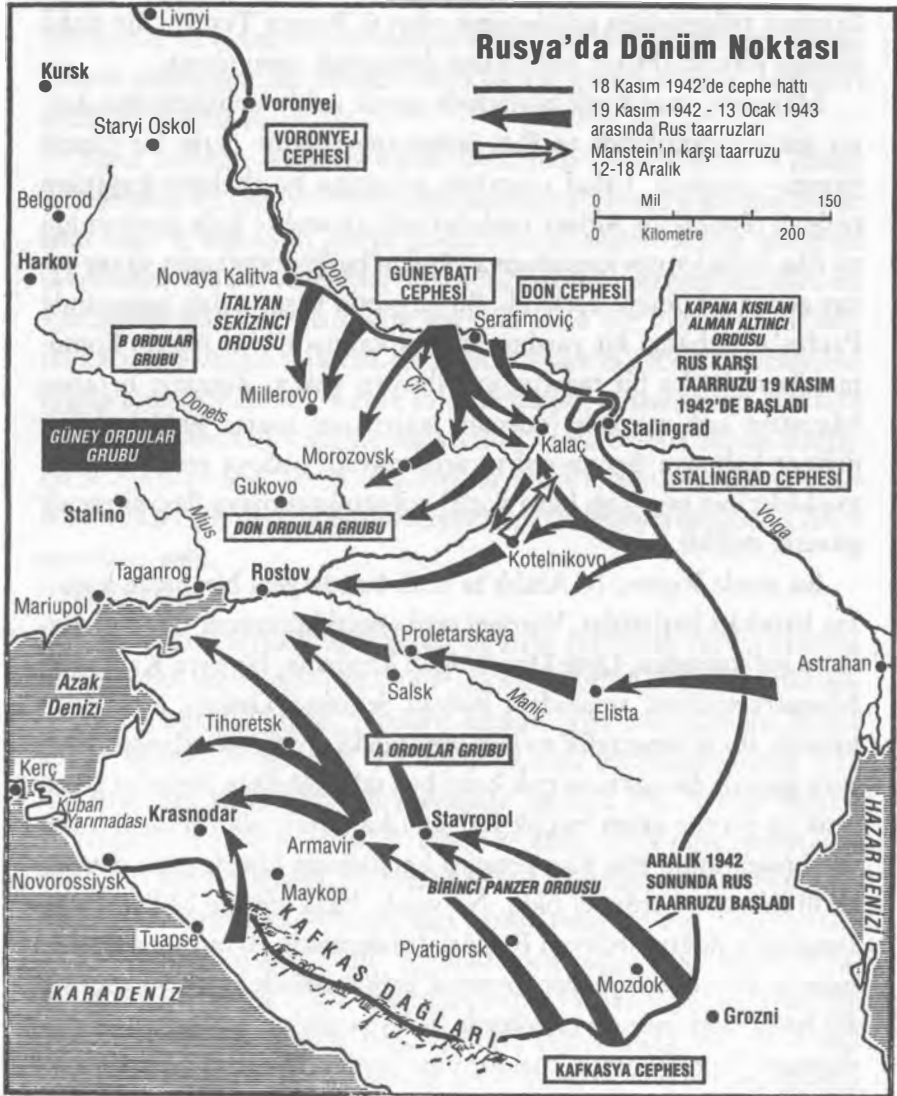 Livnyi
Rusya'da Dönüm Noktası
Kursk
18 Kasım 1942'de cephe hattı
Voronyej
19 Kasım 1942 - 13 Ocak 1943
arasında Rus taarruzları
Staryi Oskol
VORONYEJ
CEPHESİ
Manstein'ın karşı taarruzu
12-18 Aralık
Belgorod
0 Mil 150
0 Kilometre 200
Harkov
Novaya Kalitva
Don
GÜNEYBATI
CEPHESİ
DON CEPHESİ
İTALYAN
SEKİZİNCİ
ORDUSU
Serafimoviç
KAPANA KISILAN
ALMAN ALTINCI
ORDUSU
B ORDULAR
GRUBU
RUS KARŞI
TAARRUZU 19 KASIM
1942'DE BAŞLADI
Çir
Millerovo
Donets
Stalingrad
GÜNEY ORDULAR
GRUBU
Kalaç
Morozovsk
STALİNGRAD CEPHESİ
Gukovo
Stalino
Mius
DON ORDULAR GRUBU
Volga
Kotelnikovo
Taganrog
Rostov
Mariupol
Proletarskaya
Astrahan
Azak
Denizi
Salsk
Maniç
Elista
Tihoretsk
A ORDULAR GRUBU
Kerç
Kuban
Yarımadası
Krasnodar
Stavropol
HAZAR DENİZİ
Armavir
ARALIK 1942
SONUNDA RUS
TAARRUZU BAŞLADI
Novorossiysk
Maykop
BİRİNCİ PANZER ORDUSU
Tuapse
KAFKAS DAĞLARI
Pyatigorsk
Mozdok
KARADENİZ
Grozni
KAFKASYA CEPHESİ